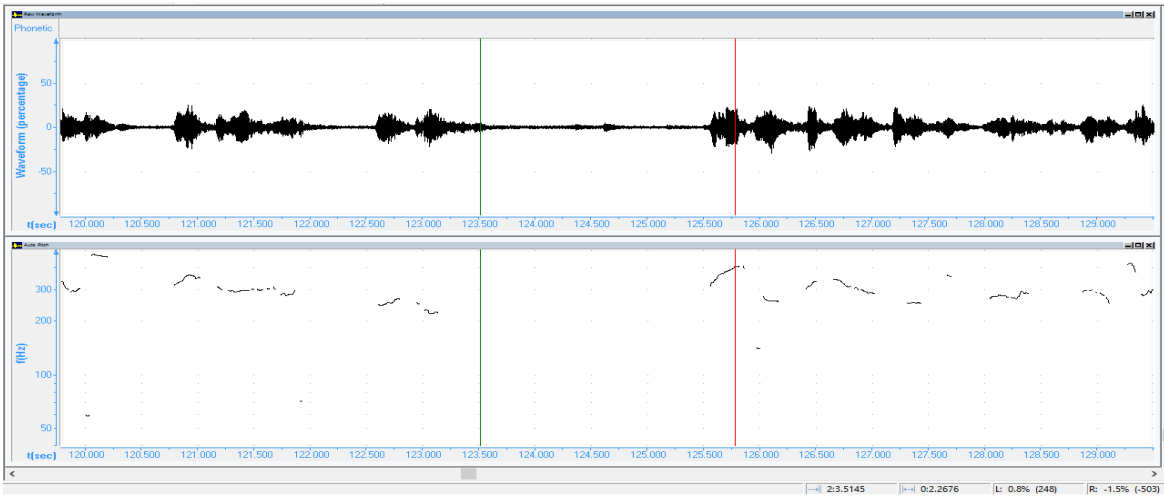 Raw Waveform
Phonetic
Waveform (percentage)
50
0
-50
t(sec) 120.000 120.500 121.000 121.500 122.000 122.500 123.000 123.500 124.000 124.500 125.000 125.500 126.000 126.500 127.000 127.500 128.000 128.500 129.000
Auto Pitch
f(Hz)
300
200
100
50
t(sec) 120.000 120.500 121.000 121.500 122.000 122.500 123.000 123.500 124.000 124.500 125.000 125.500 126.000 126.500 127.000 127.500 128.000 128.500 129.000
2:3.5145 0:2.2676 L: 0.8% (248) R: -1.5% (-503)